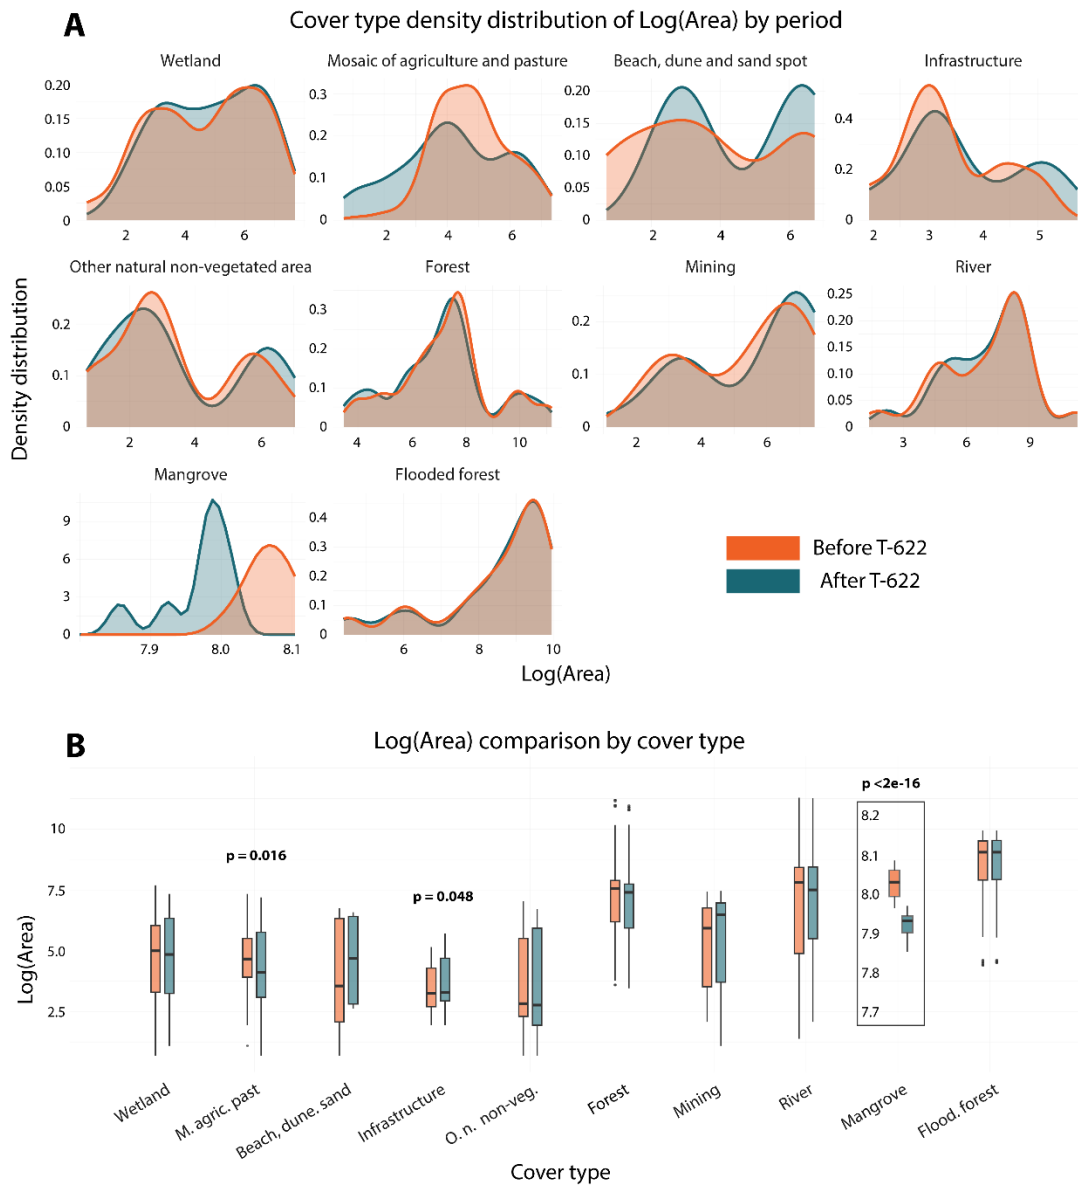 A
Cover type density distribution of Log(Area) by period
Wetland
Mosaic of agriculture and pasture
Beach, dune and sand spot
Infrastructure
0.20
0.15
0.10
0.05
0
2 4 6
0.3
0.2
0.1
0
2 4 6
0.20
0.15
0.10
0.05
0
2 4 6
0.4
0.2
0
2 3 4 5
Density distribution
Other natural non-vegetated area
Forest
Mining
River
0.2
0.1
0
2 4 6
0.3
0.2
0.1
0
4 6 8 10
0.2
0.1
0
2 4 6
0.25
0.20
0.15
0.10
0.05
0
3 6 9
Mangrove
Flooded forest
9
6
3
0
7.9 8.0 8.1
0.4
0.3
0.2
0.1
0
6 8 10
Log(Area)
Before T-622
After T-622
B
Log(Area) comparison by cover type
Log(Area)
10
7.5
5.0
2.5
p = 0.016
p = 0.048
p <2e-16
8.2
8.1
8.0
7.9
7.8
7.7
Wetland
M. agric. past
Beach, dune. sand
Infrastructure
O. n. non-veg.
Forest
Mining
River
Mangrove
Flood. forest
Cover type